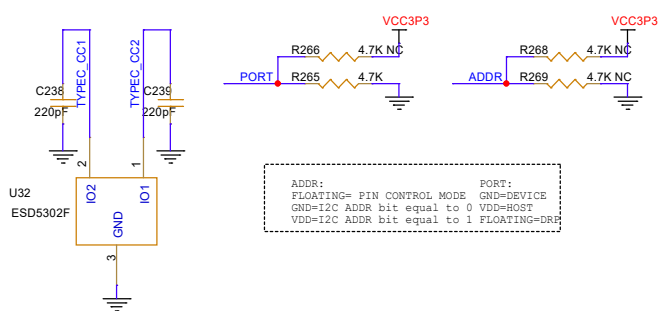 VCC3P3
VCC3P3
R266 4.7K NC
R268 4.7K NC
PORT R265 4.7K
ADDR R269 4.7K NC
TYPEC_CC1
TYPEC_CC2
C238
220pF
C239
220pF
2
1
U32
ESD5302F
IO2
IO1
GND
3
ADDR: PORT:
FLOATING= PIN CONTROL MODE GND=DEVICE
GND=I2C ADDR bit equal to 0 VDD=HOST
VDD=I2C ADDR bit equal to 1 FLOATING=DRP